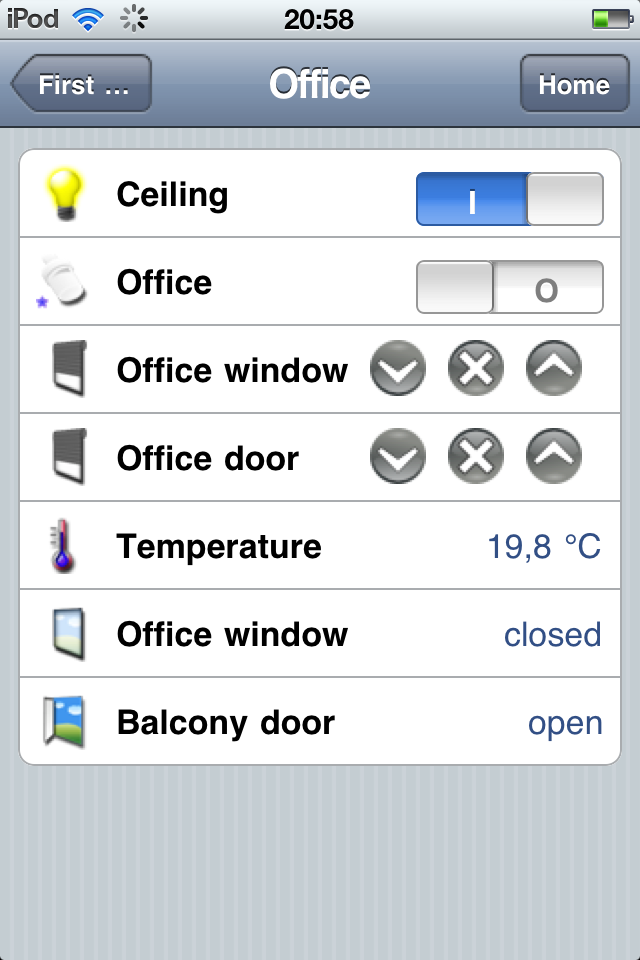 iPod 20:58
First ... Office Home
Ceiling I
Office O
Office window
Office door
Temperature 19,8 °C
Office window closed
Balcony door open